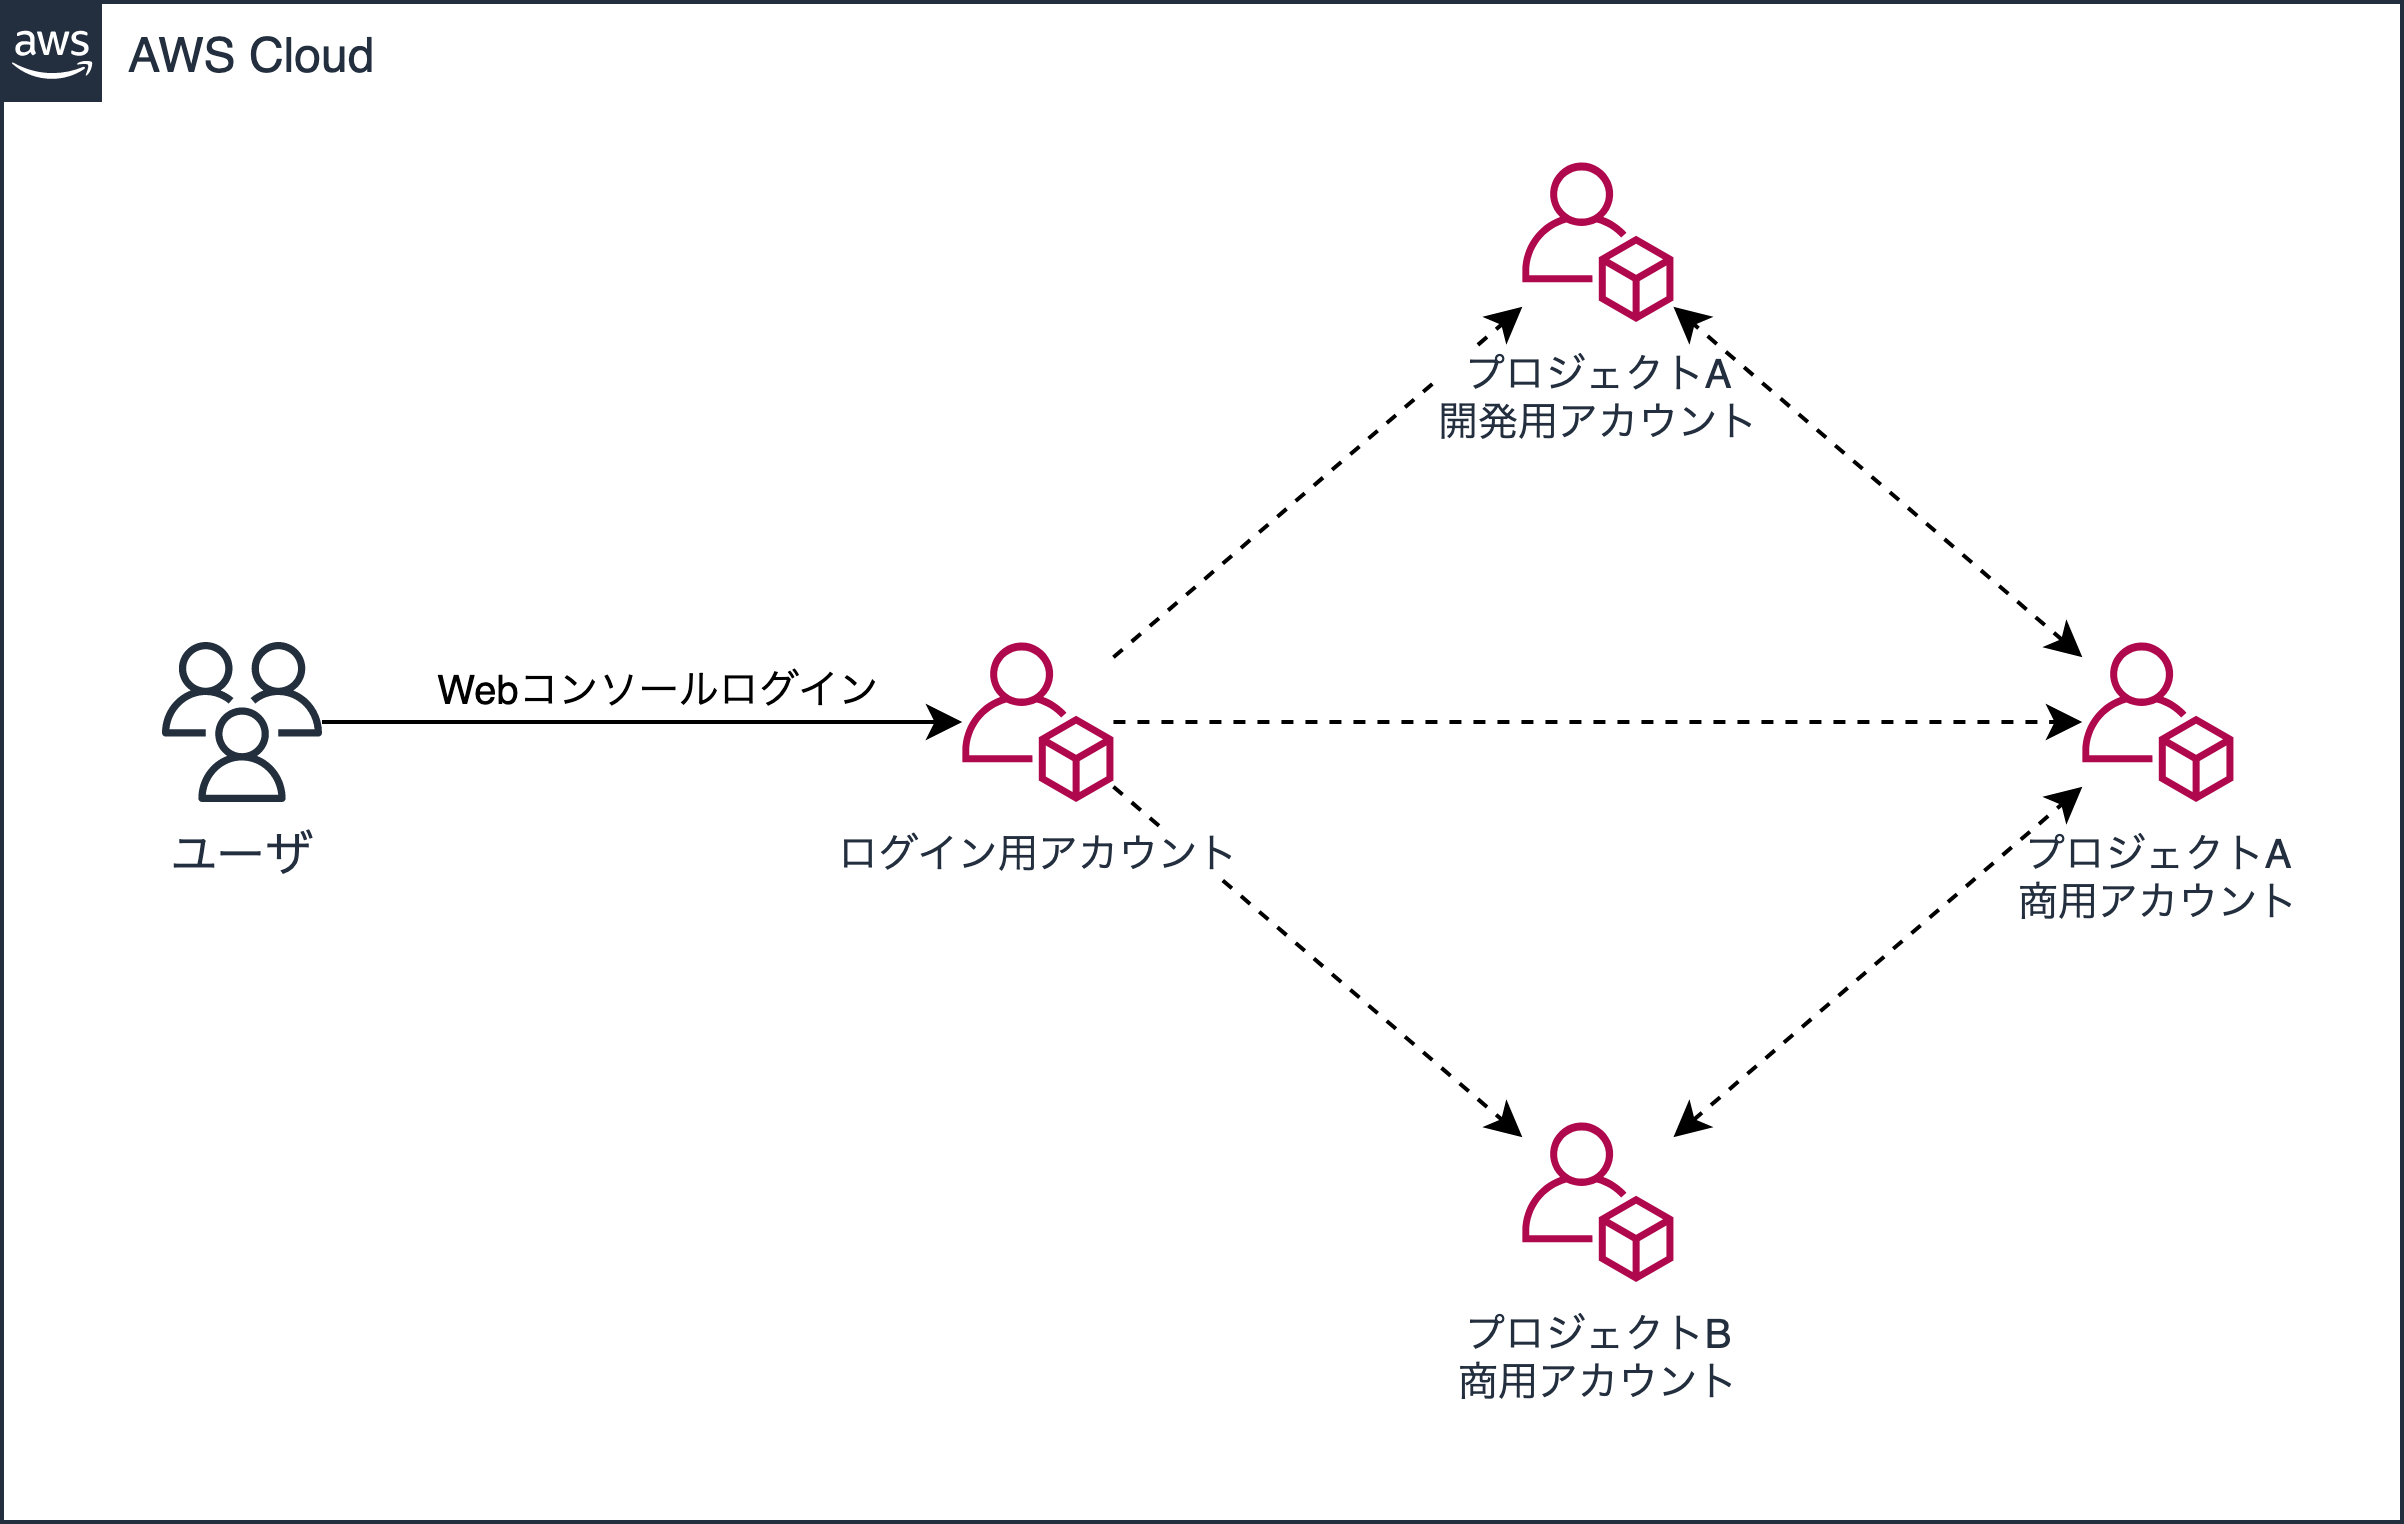 aws
AWS Cloud
プロジェクトA
開発用アカウント
Webコンソールログイン
ユーザ
ログイン用アカウント
プロジェクトA
商用アカウント
プロジェクトB
商用アカウント